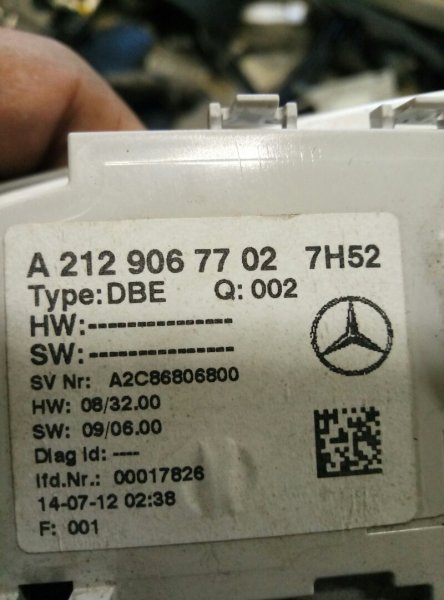 A 212 906 77 02 7H52
Type: DBE Q: 002
HW:---------------
SW:---------------
SV Nr: A2C86806800
HW: 08/32.00
SW: 09/06.00
Diag Id: ----
lfd.Nr.: 00017826
14-07-12 02:38
F: 001